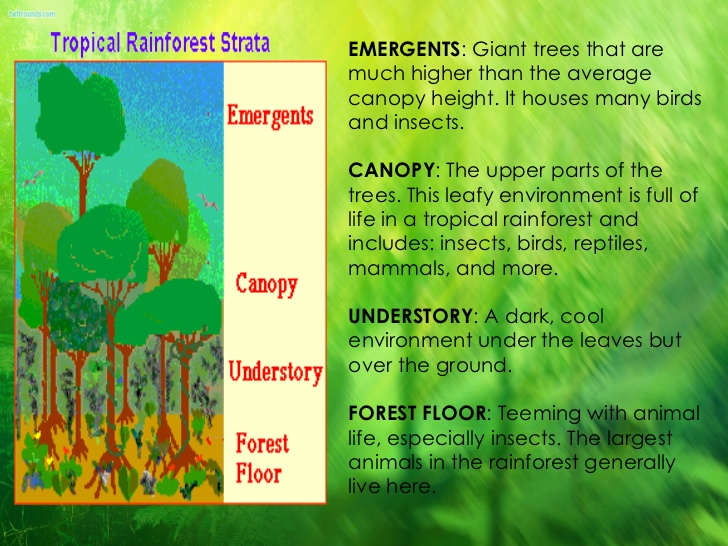 Tropical Rainforest Strata
Emergents
Canopy
Understory
Forest
Floor
EMERGENTS: Giant trees that are
much higher than the average
canopy height. It houses many birds
and insects.
CANOPY: The upper parts of the
trees. This leafy environment is full of
life in a tropical rainforest and
includes: insects, birds, reptiles,
mammals, and more.
UNDERSTORY: A dark, cool
environment under the leaves but
over the ground.
FOREST FLOOR: Teeming with animal
life, especially insects. The largest
animals in the rainforest generally
live here.